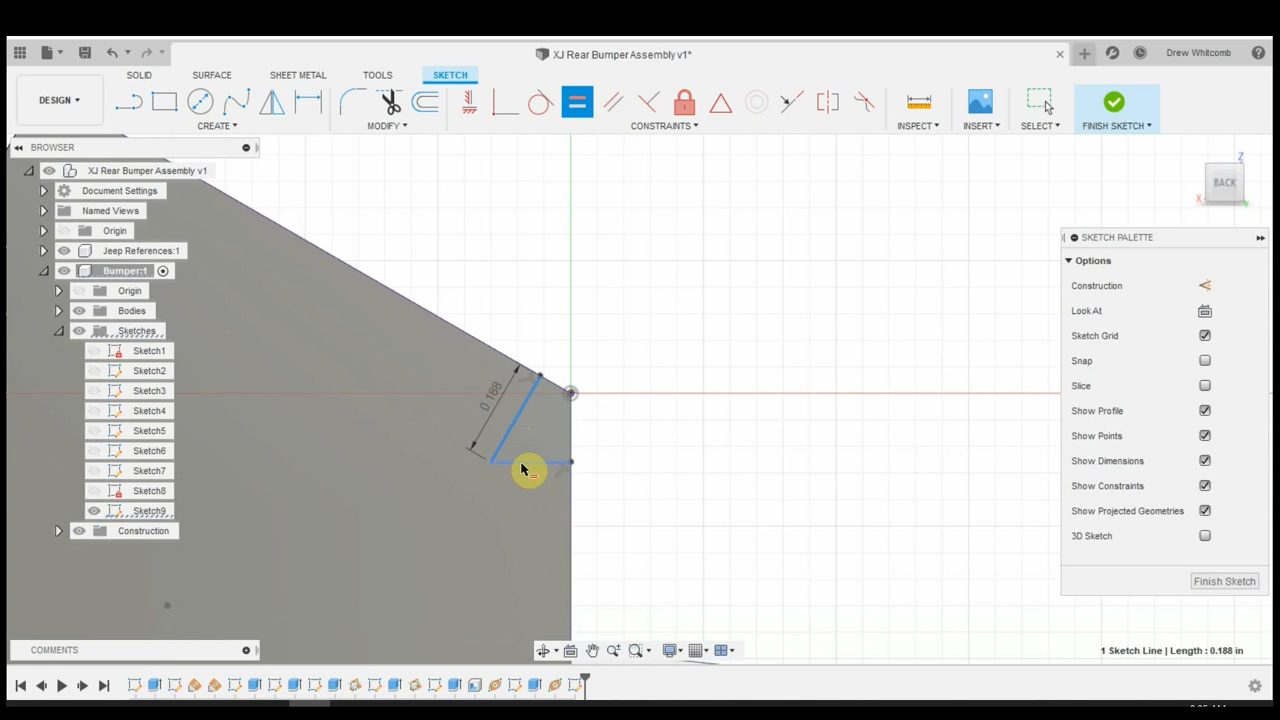 XJ Rear Bumper Assembly v1*
Drew Whitcomb
DESIGN
SOLID
SURFACE
SHEET METAL
TOOLS
SKETCH
CREATE
MODIFY
CONSTRAINTS
INSPECT
INSERT
SELECT
FINISH SKETCH
BROWSER
XJ Rear Bumper Assembly v1
Document Settings
Named Views
Origin
Jeep References:1
Bumper:1
Origin
Bodies
Sketches
Sketch1
Sketch2
Sketch3
Sketch4
Sketch5
Sketch6
Sketch7
Sketch8
Sketch9
Construction
0.188
Z
BACK
X
SKETCH PALETTE
Options
Construction
Look At
Sketch Grid
Snap
Slice
Show Profile
Show Points
Show Dimensions
Show Constraints
Show Projected Geometries
3D Sketch
Finish Sketch
COMMENTS
1 Sketch Line | Length : 0.188 in